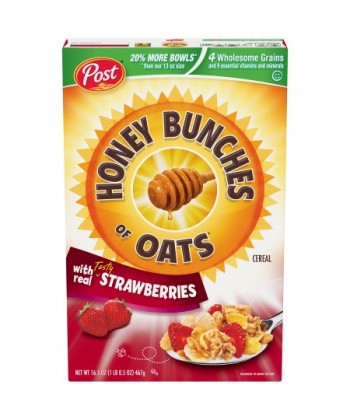 Post
20% MORE BOWLS*
*from our 13 oz size
4 Wholesome Grains
and 9 essential vitamins and minerals
HONEY BUNCHES
OF OATS®
CEREAL
with Tasty
real STRAWBERRIES
NET WT 16.5 OZ (1 LB 0.5 OZ) 467g